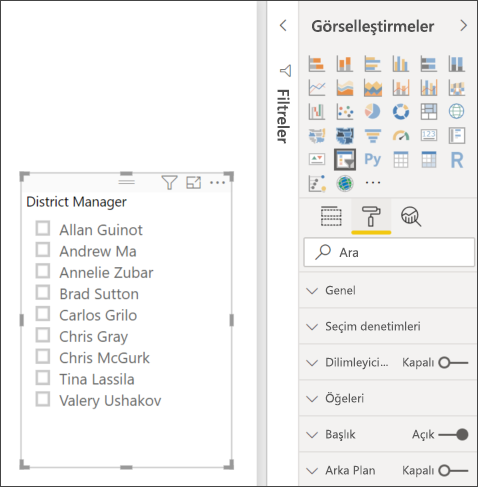 Görselleştirmeler
Filtreler
District Manager
Allan Guinot
Andrew Ma
Annelie Zubar
Brad Sutton
Carlos Grilo
Chris Gray
Chris McGurk
Tina Lassila
Valery Ushakov
123
Py
R
Ara
Genel
Seçim denetimleri
Dilimleyici... Kapalı
Öğeleri
Başlık Açık
Arka Plan Kapalı